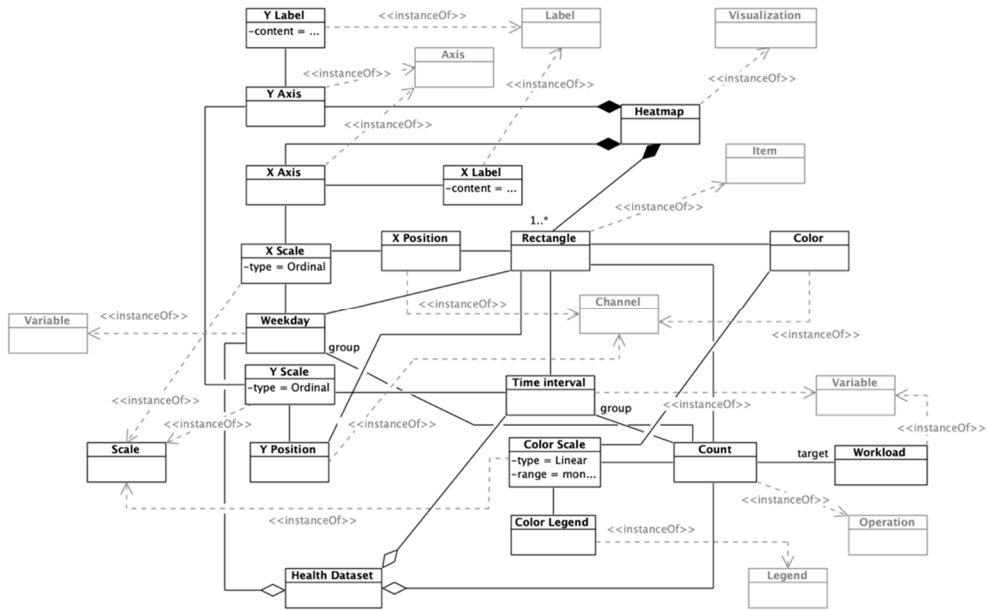 Y Label
-content = ...
<<instanceOf>>
Label
Visualization
Axis
<<instanceOf>>
<<instanceOf>>
<<instanceOf>>
Y Axis
Heatmap
<<instanceOf>>
Item
X Axis
X Label
-content = ...
<<instanceOf>>
1..*
X Position
Rectangle
Color
X Scale
-type = Ordinal
<<instanceOf>>
Channel
Variable
<<instanceOf>>
Weekday
<<instanceOf>>
group
Y Scale
-type = Ordinal
Time interval
Variable
<<instanceOf>>
<<instanceOf>>
group
<<instanceOf>>
<<instanceOf>>
<<instanceOf>>
Scale
Y Position
Color Scale
-type = Linear
-range = mon...
Count
target
Workload
<<instanceOf>>
<<instanceOf>>
Color Legend
<<instanceOf>>
Operation
Health Dataset
Legend